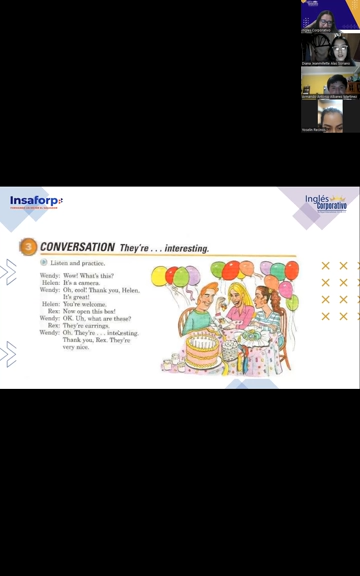 Inglés Corporativo
Insaforp
Inglés
Corporativo
3 CONVERSATION They're . . . interesting.
Listen and practice.
Wendy: Wow! What's this?
Helen: It's a camera.
Wendy: Oh, cool! Thank you, Helen.
It's great!
Helen: You're welcome.
Rex: Now open this box!
Wendy: OK. Uh, what are these?
Rex: They're earrings.
Wendy: Oh. They're . . . interesting.
Thank you, Rex. They're
very nice.